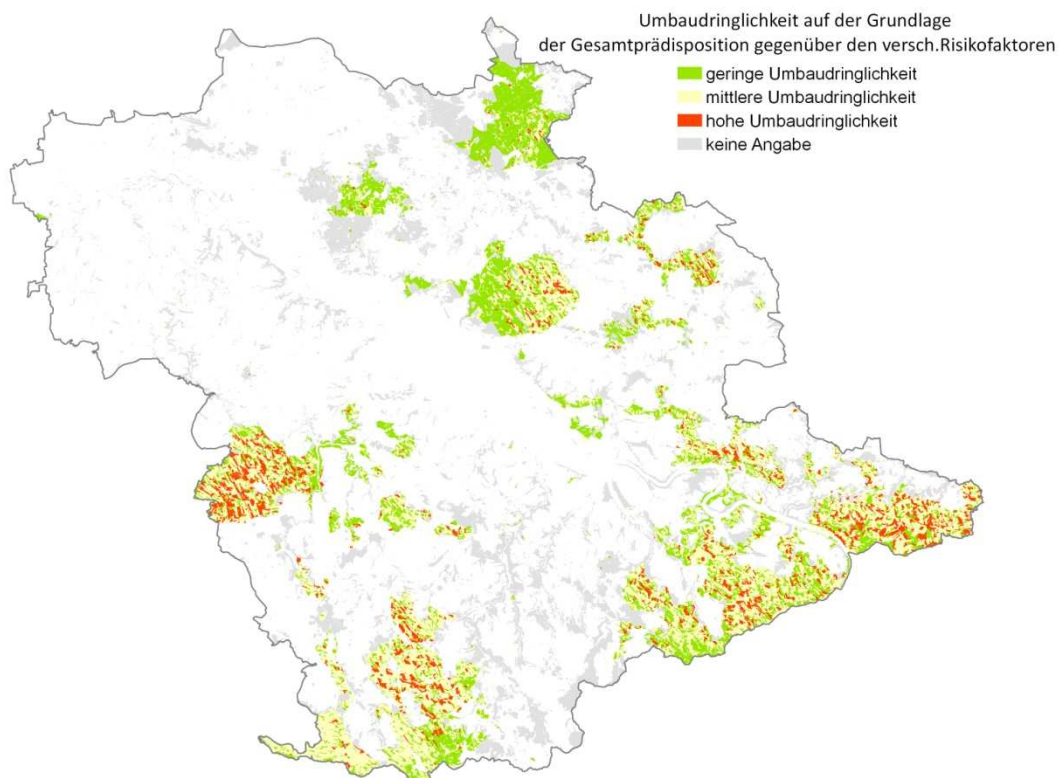 Umbaudringlichkeit auf der Grundlage
der Gesamtprädisposition gegenüber den versch.Risikofaktoren
geringe Umbaudringlichkeit
mittlere Umbaudringlichkeit
hohe Umbaudringlichkeit
keine Angabe